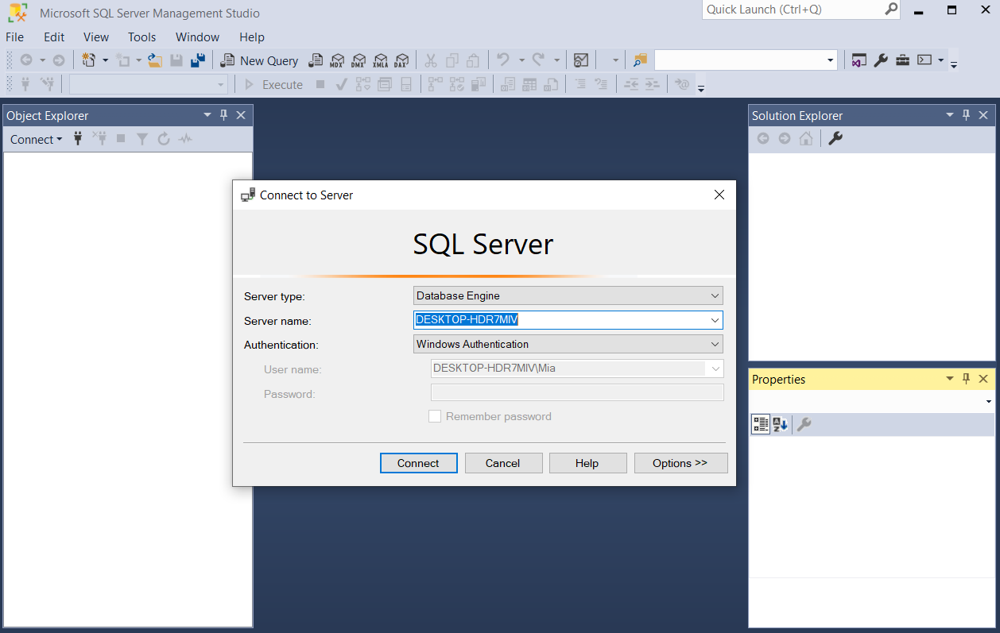 Microsoft SQL Server Management Studio
Quick Launch (Ctrl+Q)
File Edit View Tools Window Help
New Query MDX DMX XMLA DAX
Execute
Object Explorer
Connect
Solution Explorer
Connect to Server
SQL Server
Server type: Database Engine
Server name: DESKTOP-HDR7MIV
Authentication: Windows Authentication
User name: DESKTOP-HDR7MIV\Mia
Password:
Remember password
Connect Cancel Help Options >>
Properties
A
Z